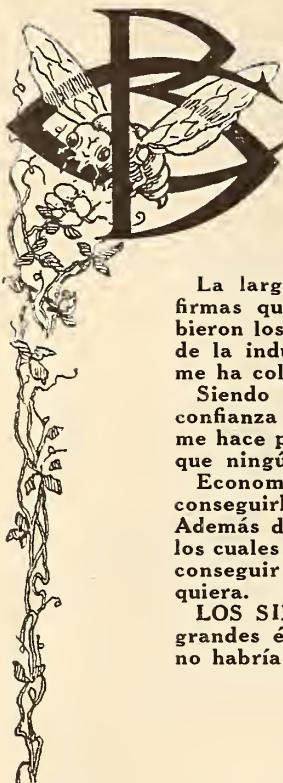 La larg
firmas qu
bieron los
de la indu
me ha col
Siendo
confianza
me hace p
que ningú
Econom
conseguirl
Además d
los cuales
conseguir
quiera.
LOS SI
grandes é
no habría